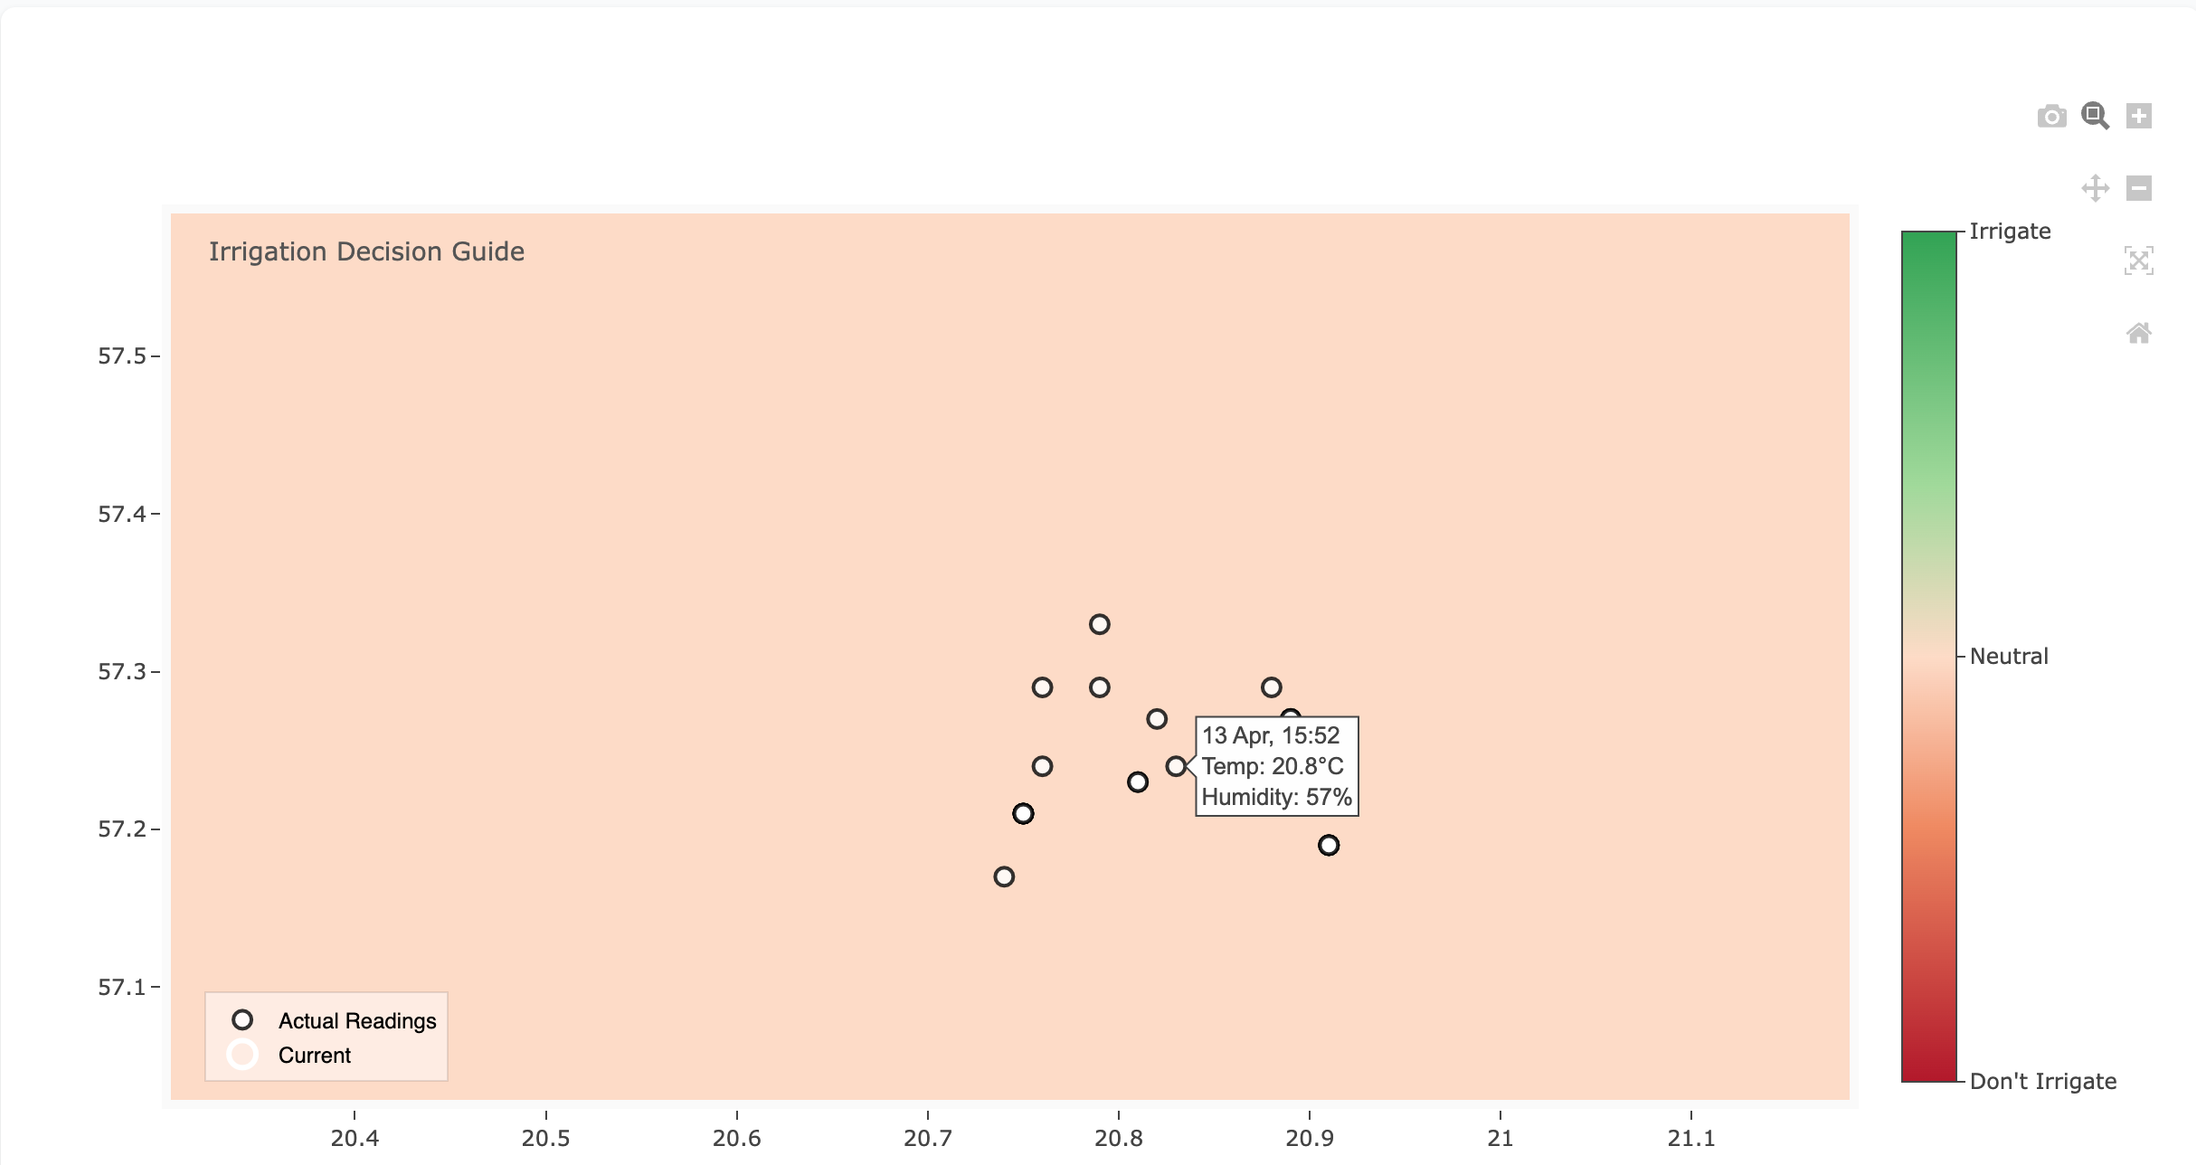 Irrigation Decision Guide
57.5
57.4
57.3
57.2
57.1
13 Apr, 15:52
Temp: 20.8°C
Humidity: 57%
Actual Readings
Current
20.4
20.5
20.6
20.7
20.8
20.9
21
21.1
Irrigate
Neutral
Don't Irrigate